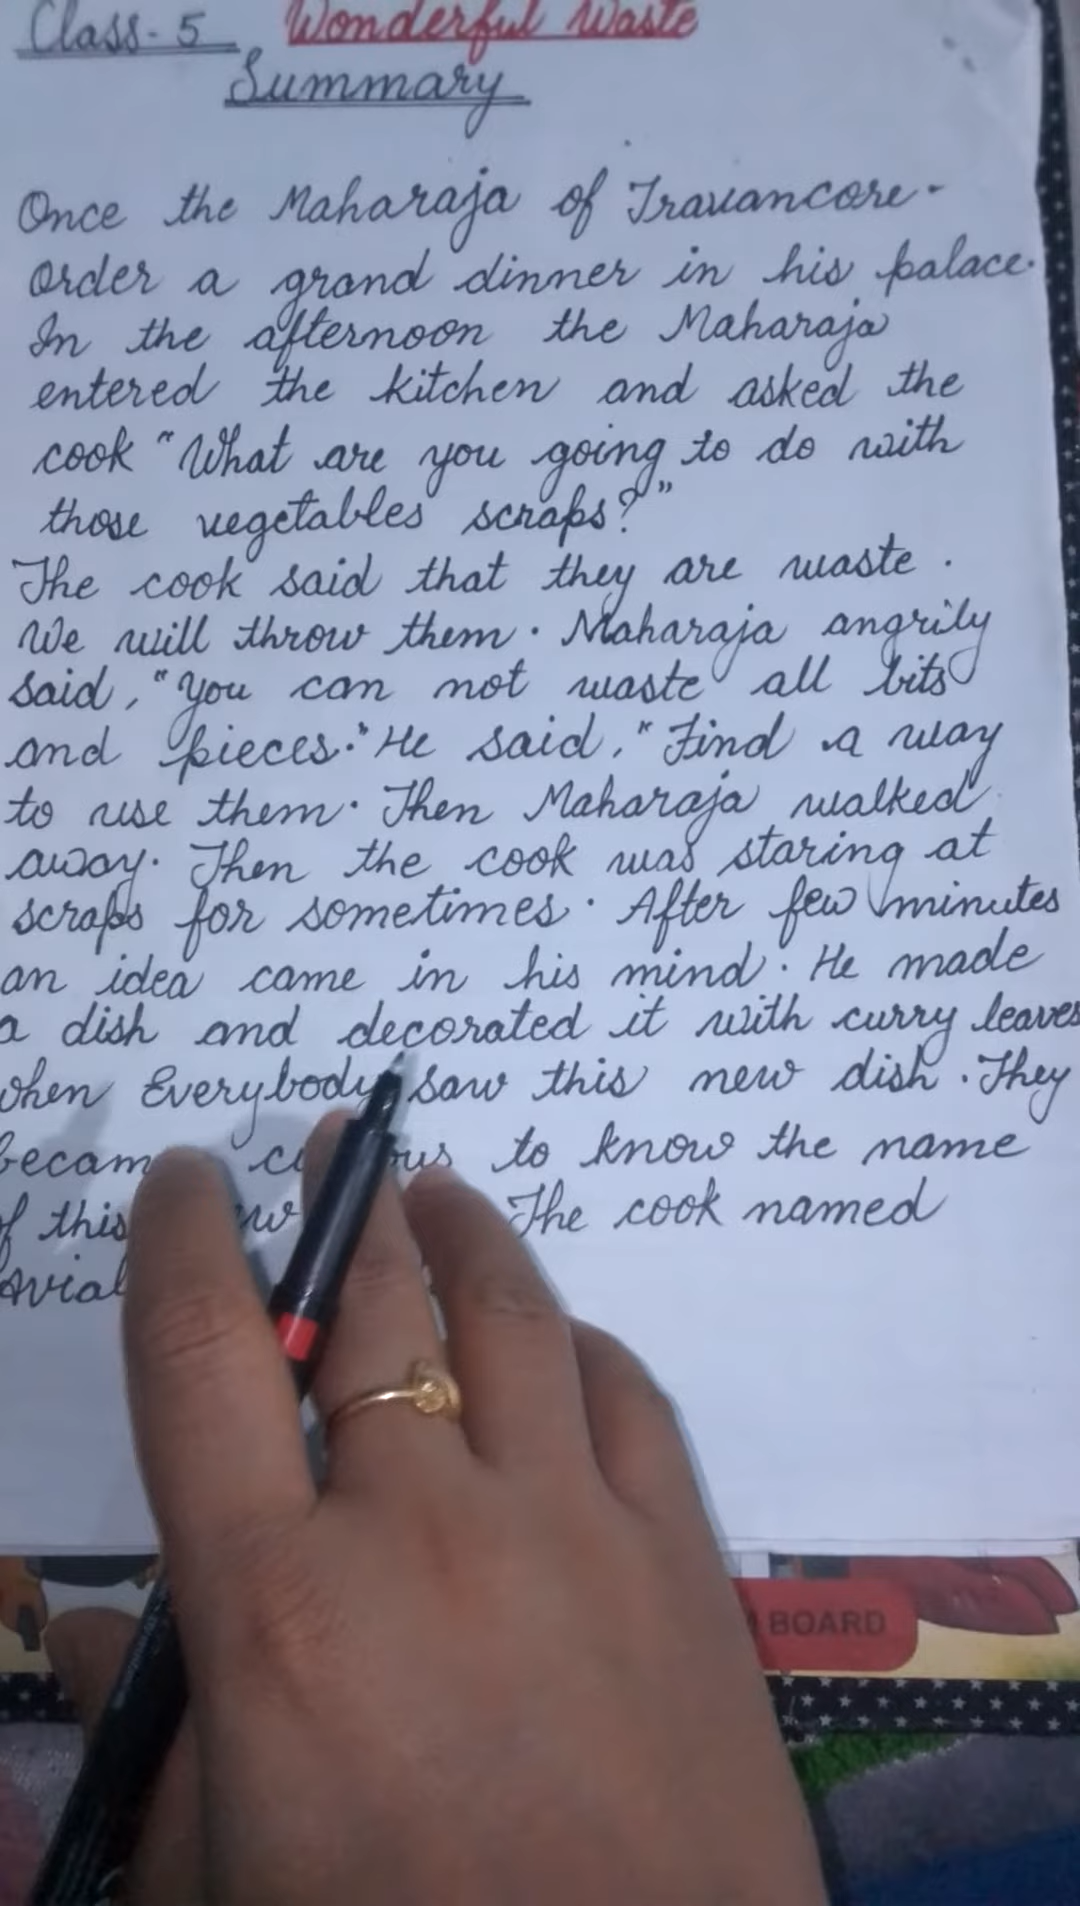 Class-5 Wonderful Waste
Summary
Once the Maharaja of Travancore.
order a grand dinner in his palace.
In the afternoon the Maharaja
entered the kitchen and asked the
cook "What are you going to do with
those vegetables scraps?"
The cook said that they are waste.
We will throw them. Maharaja angrily
said, "You can not waste all bits
and pieces." He said, "Find a way
to use them. Then Maharaja walked
away. Then the cook was staring at
scraps for sometimes. After few minutes
an idea came in his mind. He made
a dish and decorated it with curry leaves
when Everybody saw this new dish. They
to know the name
this The cook named
Avial
BOARD